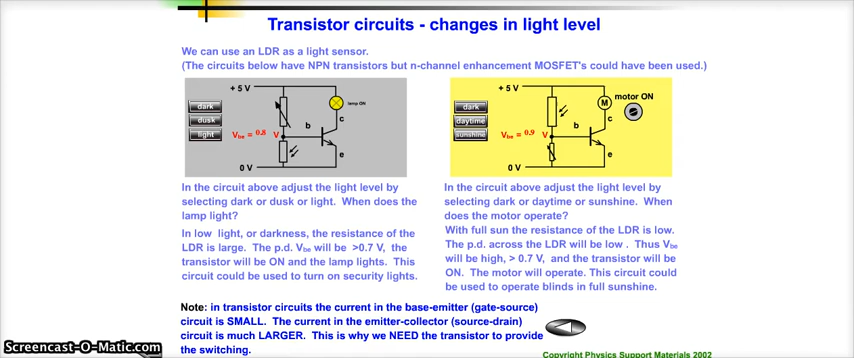 Transistor circuits - changes in light level
We can use an LDR as a light sensor.
(The circuits below have NPN transistors but n-channel enhancement MOSFET's could have been used.)
+ 5 V
dark
dusk
light
lamp ON
c
b
Vbe = 0.8 V
e
0 V
+ 5 V
motor ON
dark
daytime
sunshine
M
c
b
Vbe = 0.9 V
e
0 V
In the circuit above adjust the light level by
selecting dark or dusk or light. When does the
lamp light?
In low light, or darkness, the resistance of the
LDR is large. The p.d. Vbe will be >0.7 V, the
transistor will be ON and the lamp lights. This
circuit could be used to turn on security lights.
In the circuit above adjust the light level by
selecting dark or daytime or sunshine. When
does the motor operate?
With full sun the resistance of the LDR is low.
The p.d. across the LDR will be low . Thus Vbe
will be high, > 0.7 V, and the transistor will be
ON. The motor will operate. This circuit could
be used to operate blinds in full sunshine.
Note: in transistor circuits the current in the base-emitter (gate-source)
circuit is SMALL. The current in the emitter-collector (source-drain)
circuit is much LARGER. This is why we NEED the transistor to provide
the switching.
Copyright Physics Support Materials 2002
Screencast-O-Matic.com